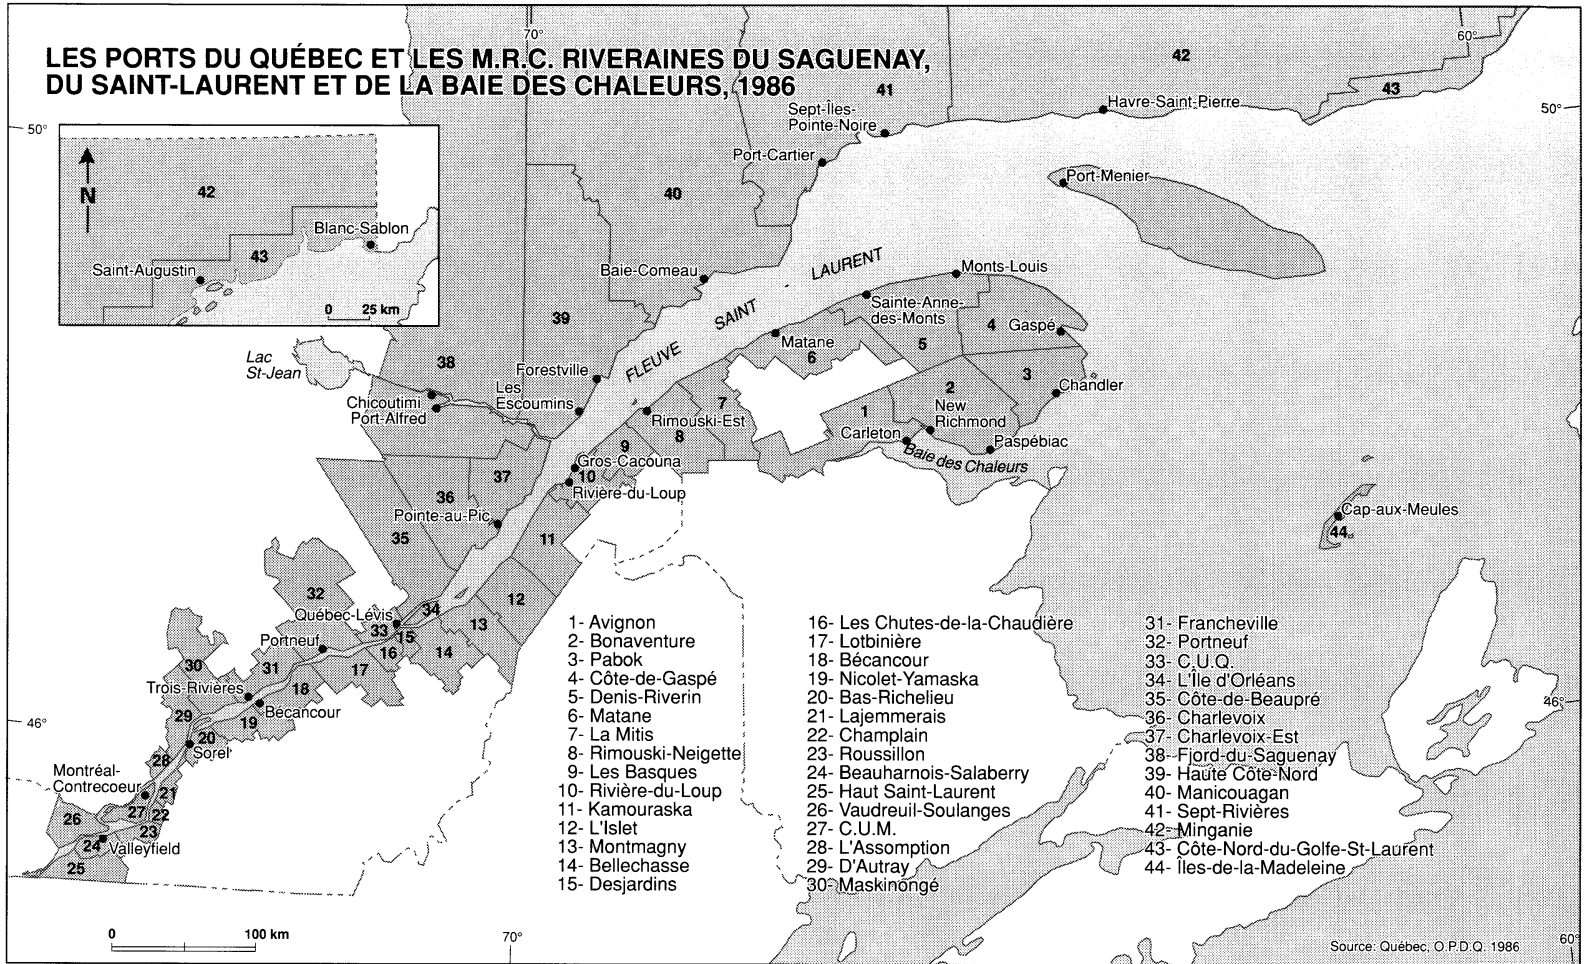 LES PORTS DU QUÉBEC ET LES M.R.C. RIVERAINES DU SAGUENAY,
DU SAINT-LAURENT ET DE LA BAIE DES CHALEURS, 1986
70°
60°
50°
50°
42
41
43
Sept-Îles-
Pointe-Noire
Havre-Saint-Pierre
Port-Cartier
Port-Menier
N
42
Blanc-Sablon
43
Saint-Augustin
0 25 km
40
Baie-Comeau
FLEUVE SAINT LAURENT
Monts-Louis
Sainte-Anne-
des-Monts
39
4
Gaspé
Matane
6
5
Lac
St-Jean
38
Forestville
3
2
Chandler
Les
Escoumins
Chicoutimi
Port-Alfred
7
Rimouski-Est
1
New
Richmond
8
Carleton
Paspébiac
9
Baie des Chaleurs
Gros-Cacouna
10
37
Rivière-du-Loup
36
Pointe-au-Pic
Cap-aux-Meules
44
35
11
32
12
34
Québec-Lévis
33
15
13
Portneuf
16
14
30
31
17
Trois-Rivières
18
Bécancour
29
19
46°
46°
20
Sorel
28
Montréal-
Contrecoeur
21
27
22
26
23
24
Valleyfield
25
1- Avignon
2- Bonaventure
3- Pabok
4- Côte-de-Gaspé
5- Denis-Riverin
6- Matane
7- La Mitis
8- Rimouski-Neigette
9- Les Basques
10- Rivière-du-Loup
11- Kamouraska
12- L'Islet
13- Montmagny
14- Bellechasse
15- Desjardins
16- Les Chutes-de-la-Chaudière
17- Lotbinière
18- Bécancour
19- Nicolet-Yamaska
20- Bas-Richelieu
21- Lajemmerais
22- Champlain
23- Roussillon
24- Beauharnois-Salaberry
25- Haut Saint-Laurent
26- Vaudreuil-Soulanges
27- C.U.M.
28- L'Assomption
29- D'Autray
30- Maskinongé
31- Francheville
32- Portneuf
33- C.U.Q.
34- L'Île d'Orléans
35- Côte-de-Beaupré
36- Charlevoix
37- Charlevoix-Est
38- Fjord-du-Saguenay
39- Haute Côte-Nord
40- Manicouagan
41- Sept-Rivières
42- Minganie
43- Côte-Nord-du-Golfe-St-Laurent
44- Îles-de-la-Madeleine
0 100 km
70°
60°
Source: Québec, O.P.D.Q. 1986